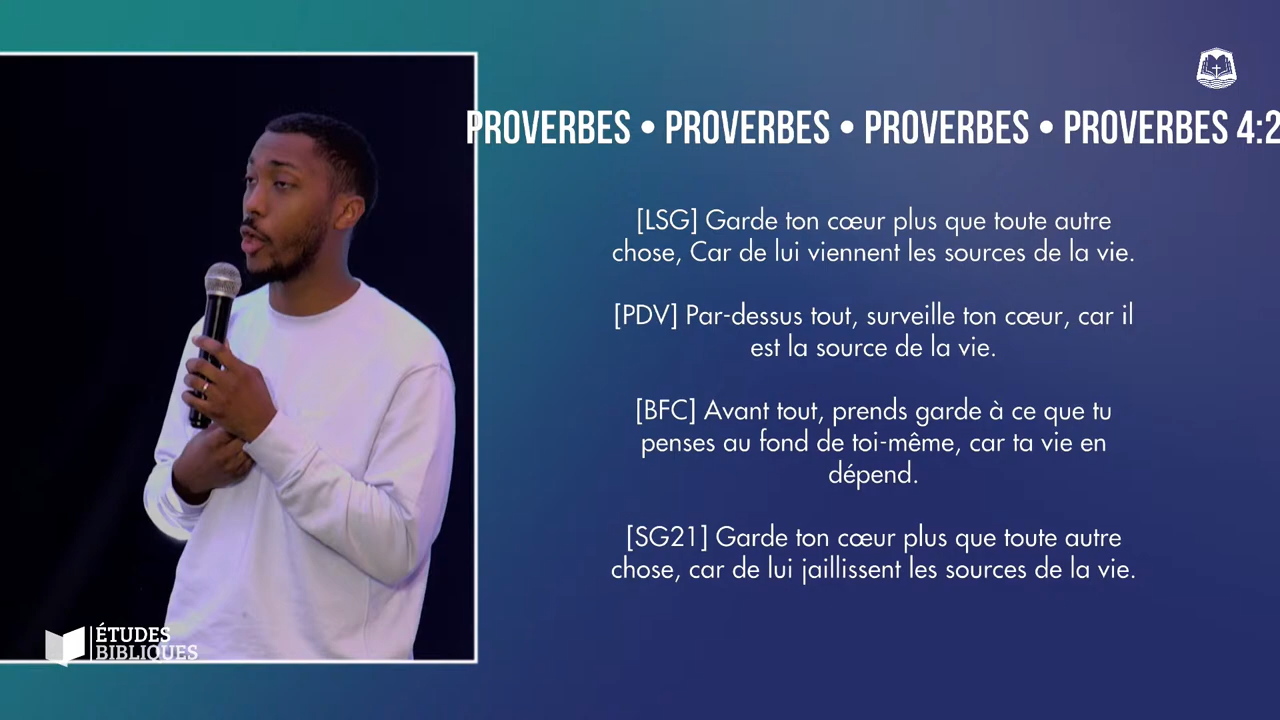 PROVERBES • PROVERBES • PROVERBES • PROVERBES 4:2
[LSG] Garde ton cœur plus que toute autre
chose, Car de lui viennent les sources de la vie.
[PDV] Par-dessus tout, surveille ton cœur, car il
est la source de la vie.
[BFC] Avant tout, prends garde à ce que tu
penses au fond de toi-même, car ta vie en
dépend.
[SG21] Garde ton cœur plus que toute autre
chose, car de lui jaillissent les sources de la vie.
ÉTUDES
BIBLIQUES